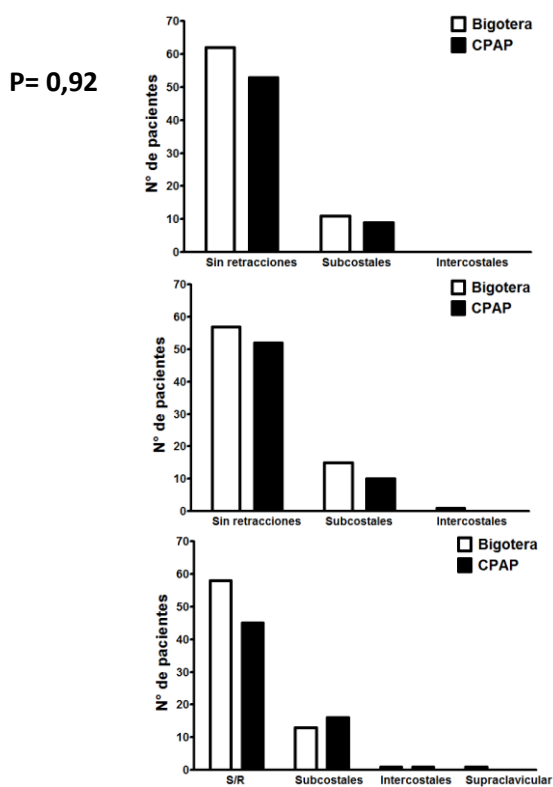 P= 0,92
N° de pacientes
70
60
50
40
30
20
10
0
Bigotera
CPAP
Sin retracciones Subcostales Intercostales
N° de pacientes
70
60
50
40
30
20
10
0
Bigotera
CPAP
Sin retracciones Subcostales Intercostales
N° de pacientes
70
60
50
40
30
20
10
0
Bigotera
CPAP
S/R Subcostales Intercostales Supraclavicular